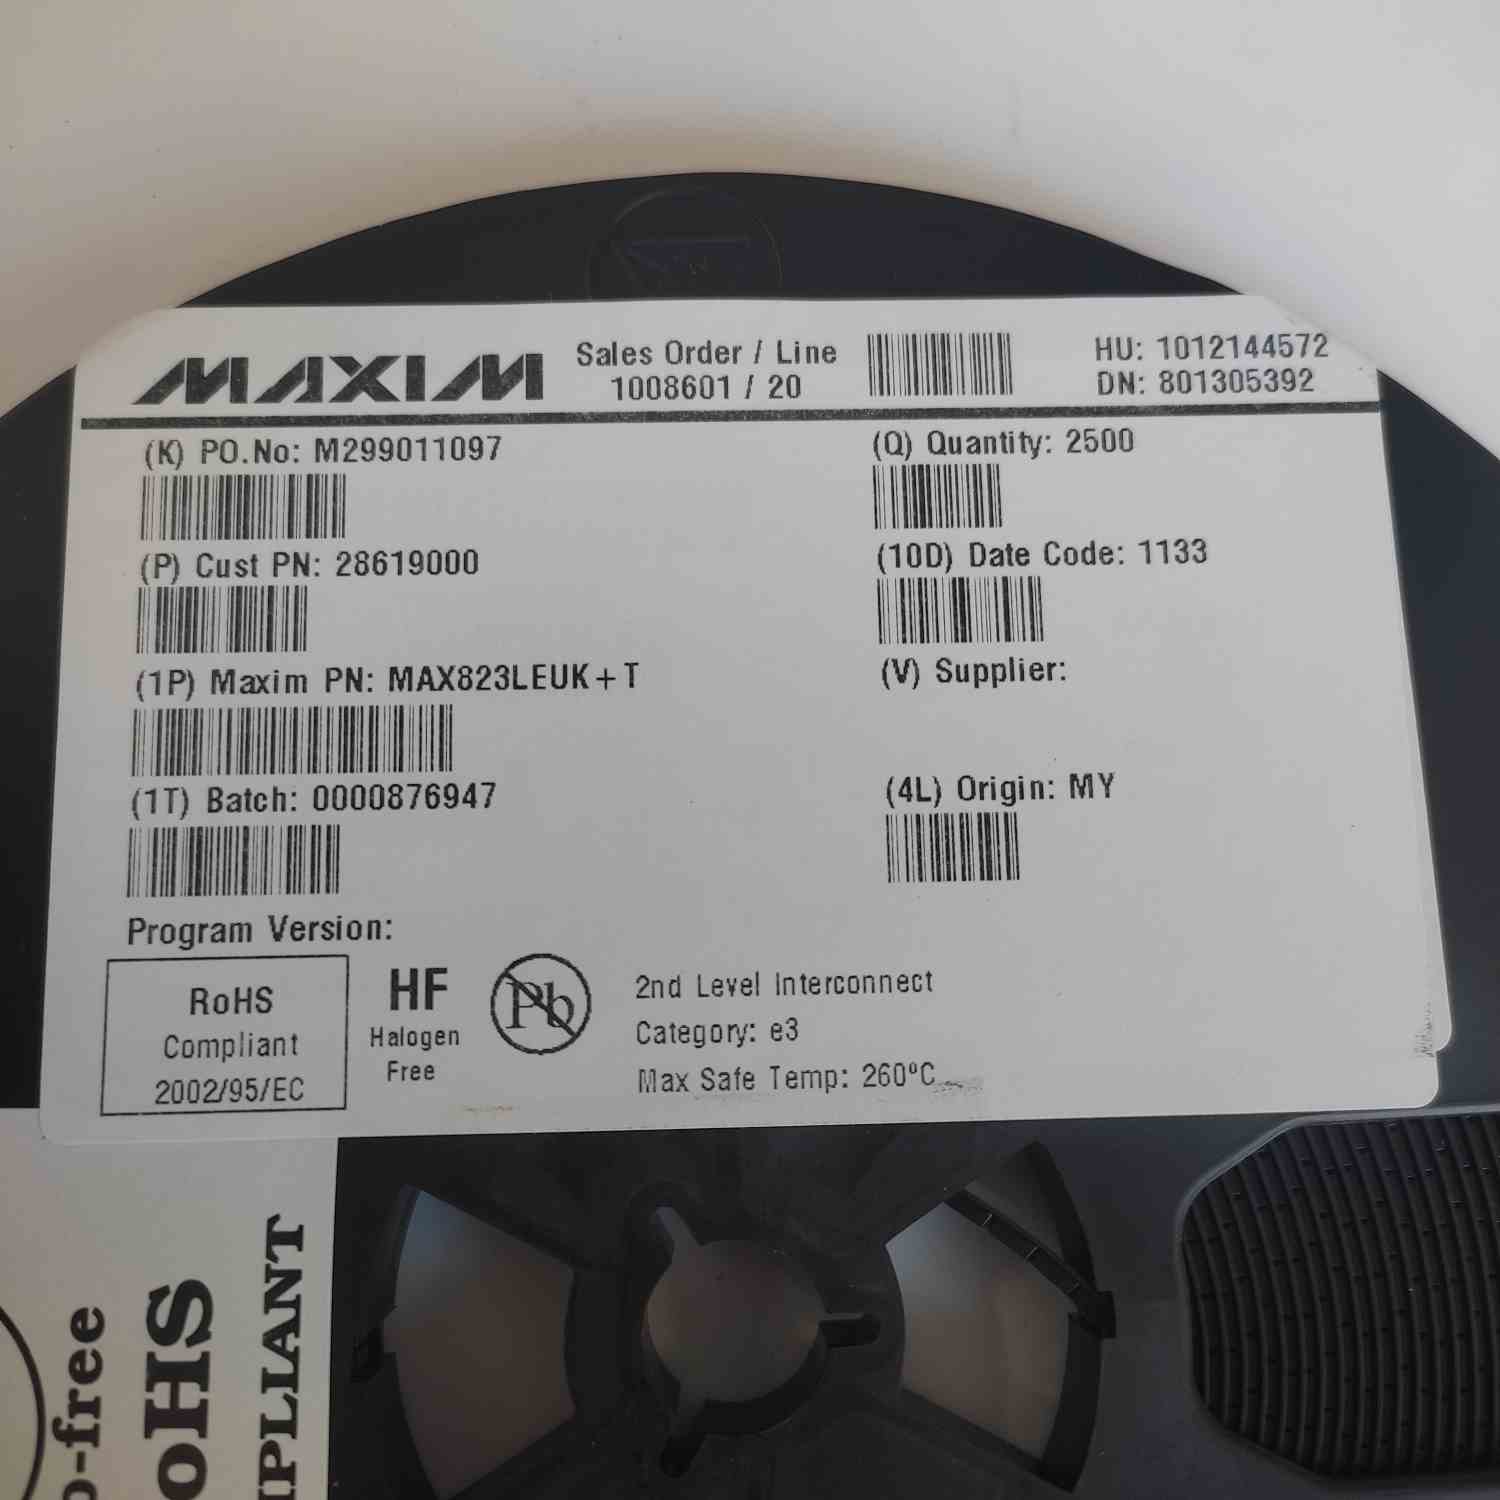 MAXIM
Sales Order / Line
1008601 / 20
HU: 1012144572
DN: 801305392
(K) PO.No: M299011097
(Q) Quantity: 2500
(P) Cust PN: 28619000
(10D) Date Code: 1133
(1P) Maxim PN: MAX823LEUK+T
(V) Supplier:
(1T) Batch: 0000876947
(4L) Origin: MY
Program Version:
RoHS
Compliant
2002/95/EC
HF
Halogen
Free
Pb
2nd Level Interconnect
Category: e3
Max Safe Temp: 260ºC
b-free
oHS
MPLIANT